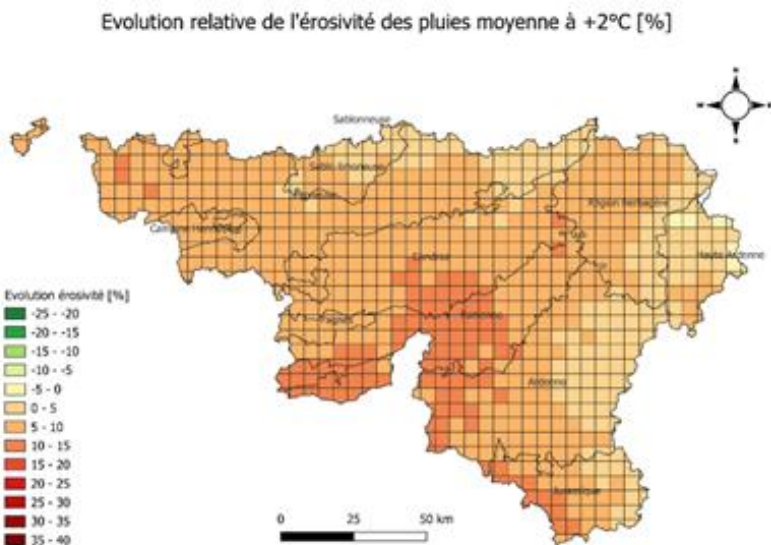 Evolution relative de l'érosivité des pluies moyenne à +2°C [%]
N
W
E
S
Sablonneuse
Sablo-limoneuse
Région herbagère
Campine Hennuyère
Condroz
Haute Ardenne
Famenne
Fagnes
Ardenne
Jurassique
Evolution érosivité [%]
-25 - -20
-20 - -15
-15 - -10
-10 - -5
-5 - 0
0 - 5
5 - 10
10 - 15
15 - 20
20 - 25
25 - 30
30 - 35
35 - 40
0 25 50 km